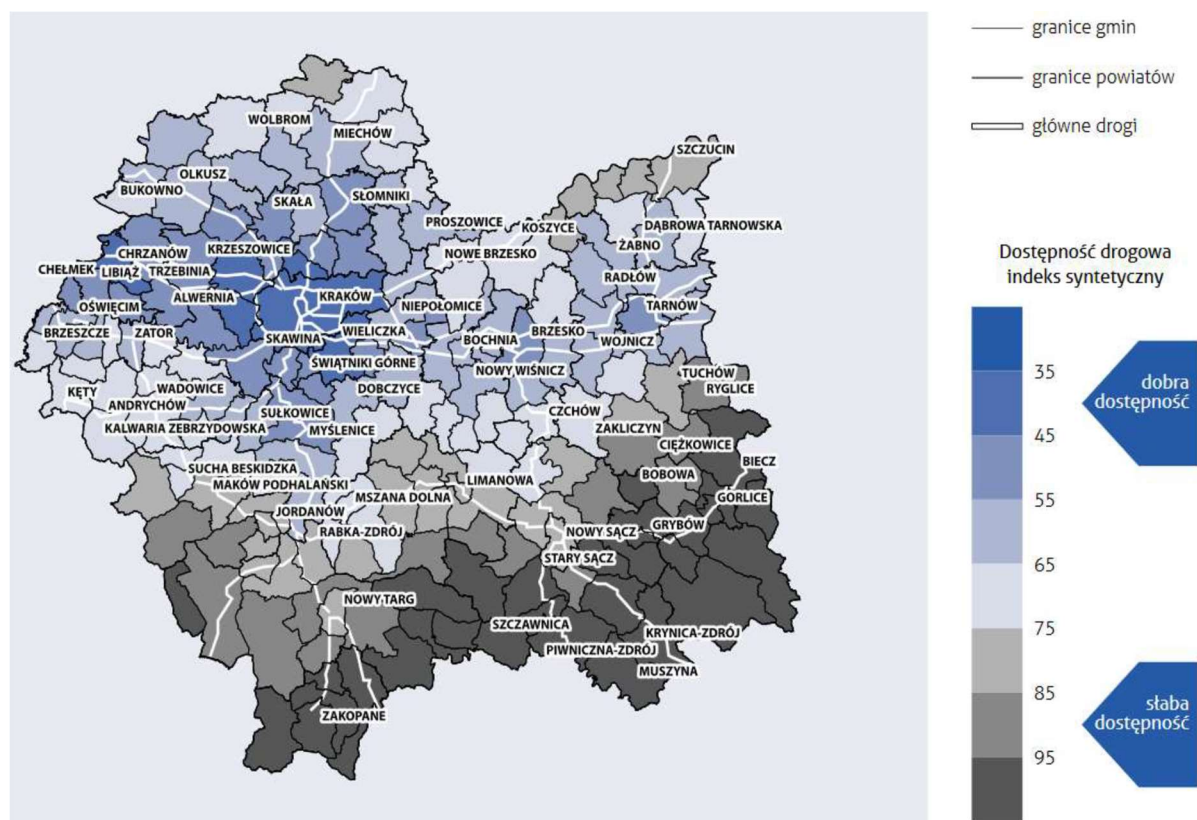 WOLBROM
MIECHÓW
SZCZUCIN
OLKUSZ
BUKOWNO
SKAŁA
SŁOMNIKI
PROSZOWICE
KOSZYCE
DĄBROWA TARNOWSKA
ŻABNO
CHRZANÓW
KRZESZOWICE
NOWE BRZESKO
CHEŁMEK
LIBIĄŻ
TRZEBINIA
RADŁÓW
ALWERNIA
KRAKÓW
NIEPOŁOMICE
TARNÓW
OŚWIĘCIM
BRZESZCZE
ZATOR
SKAWINA
WIELICZKA
BOCHNIA
BRZESKO
WOJNICZ
ŚWIĄTNIKI GÓRNE
NOWY WIŚNICZ
TUCHÓW
RYGLICE
KĘTY
WADOWICE
DOBCZYCE
ANDRYCHÓW
SUŁKOWICE
CZCHÓW
KALWARIA ZEBRZYDOWSKA
MYŚLENICE
ZAKLICZYN
CIĘŻKOWICE
BIECZ
SUCHA BESKIDZKA
MAKÓW PODHALAŃSKI
MSZANA DOLNA
LIMANOWA
BOBOWA
GORLICE
JORDANÓW
RABKA-ZDRÓJ
NOWY SĄCZ
GRYBÓW
STARY SĄCZ
NOWY TARG
SZCZAWNICA
KRYNICA-ZDRÓJ
PIWNICZNA-ZDRÓJ
MUSZYNA
ZAKOPANE
granice gmin
granice powiatów
główne drogi
Dostępność drogowa
indeks syntetyczny
35
45
55
65
75
85
95
dobra
dostępność
słaba
dostępność